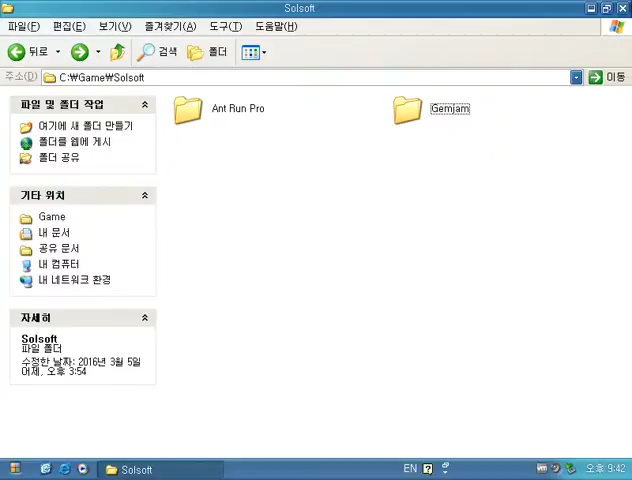 Solsoft
파일(F) 편집(E) 보기(V) 즐겨찾기(A) 도구(T) 도움말(H)
뒤로 검색 폴더
주소(D) C:₩Game₩Solsoft 이동
파일 및 폴더 작업
여기에 새 폴더 만들기
폴더를 웹에 게시
폴더 공유
기타 위치
Game
내 문서
공유 문서
내 컴퓨터
내 네트워크 환경
자세히
Solsoft
파일 폴더
수정한 날짜: 2016년 3월 5일
어제, 오후 3:54
Ant Run Pro Gemjam
Solsoft EN ? 오후 9:42